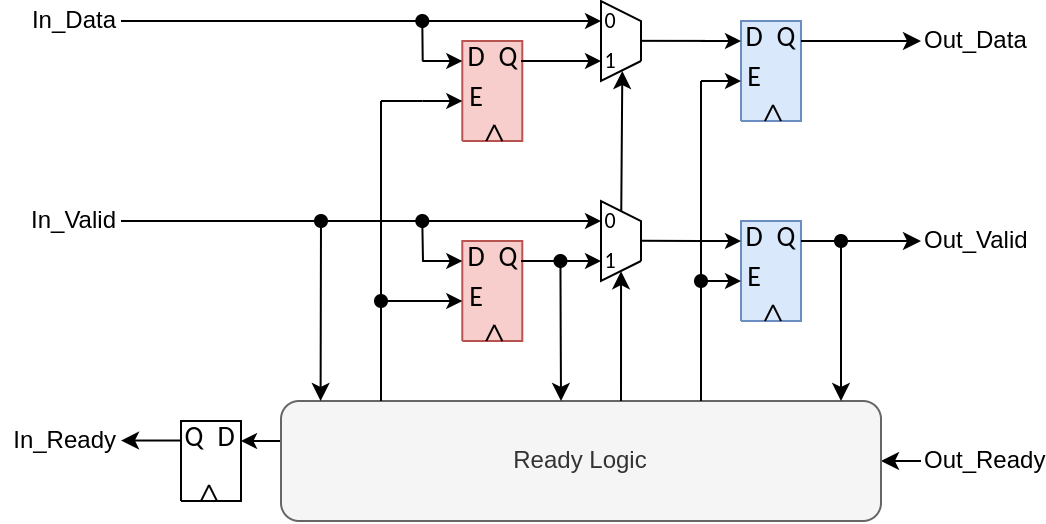 In_Data
0
1
D Q
E
D Q
E
Out_Data
In_Valid
0
1
D Q
E
D Q
E
Out_Valid
In_Ready
Q D
Ready Logic
Out_Ready